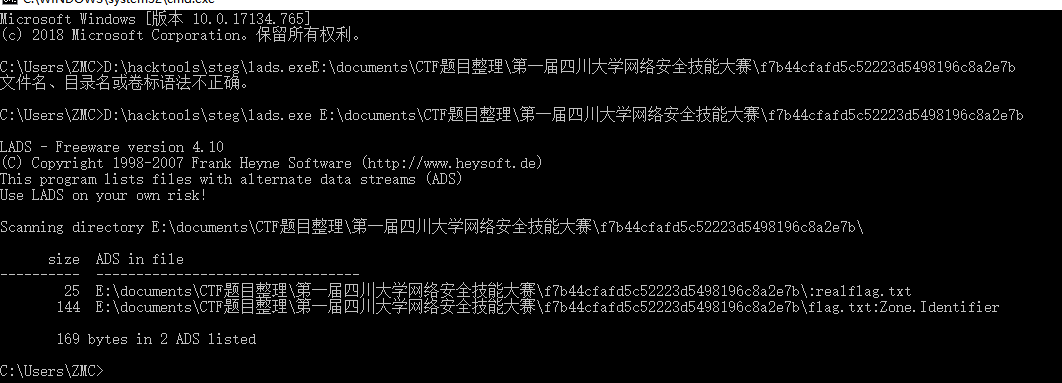 C:\WINDOWS\system32\cmd.exe
Microsoft Windows [版本 10.0.17134.765]
(c) 2018 Microsoft Corporation。保留所有权利。
C:\Users\ZMC>D:\hacktools\steg\lads.exeE:\documents\CTF题目整理\第一届四川大学网络安全技能大赛\f7b44cfafd5c52223d5498196c8a2e7b
文件名、目录名或卷标语法不正确。
C:\Users\ZMC>D:\hacktools\steg\lads.exe E:\documents\CTF题目整理\第一届四川大学网络安全技能大赛\f7b44cfafd5c52223d5498196c8a2e7b
LADS - Freeware version 4.10
(C) Copyright 1998-2007 Frank Heyne Software (http://www.heysoft.de)
This program lists files with alternate data streams (ADS)
Use LADS on your own risk!
Scanning directory E:\documents\CTF题目整理\第一届四川大学网络安全技能大赛\f7b44cfafd5c52223d5498196c8a2e7b\
size  ADS in file
----------  ---------------------------------
25  E:\documents\CTF题目整理\第一届四川大学网络安全技能大赛\f7b44cfafd5c52223d5498196c8a2e7b\:realflag.txt
144  E:\documents\CTF题目整理\第一届四川大学网络安全技能大赛\f7b44cfafd5c52223d5498196c8a2e7b\flag.txt:Zone.Identifier
169 bytes in 2 ADS listed
C:\Users\ZMC>